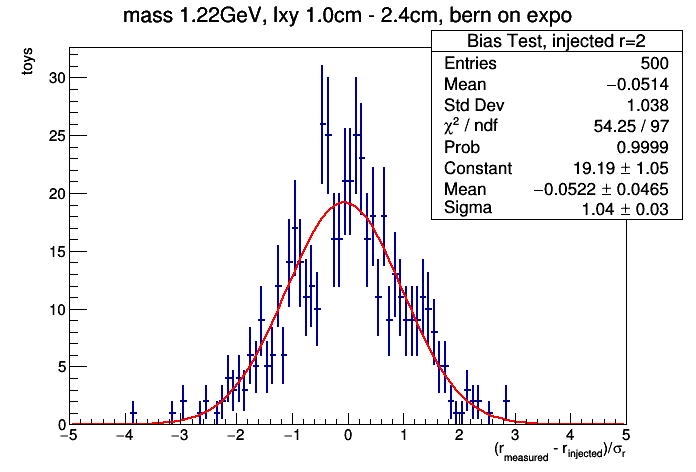 mass 1.22GeV, lxy 1.0cm - 2.4cm, bern on expo
Bias Test, injected r=2
Entries 500
Mean −0.0514
Std Dev 1.038
χ² / ndf 54.25 / 97
Prob 0.9999
Constant 19.19 ± 1.05
Mean −0.0522 ± 0.0465
Sigma 1.04 ± 0.03
toys
30
25
20
15
10
5
0
−5 −4 −3 −2 −1 0 1 2 3 4 5
(r_measured - r_injected)/σ_r